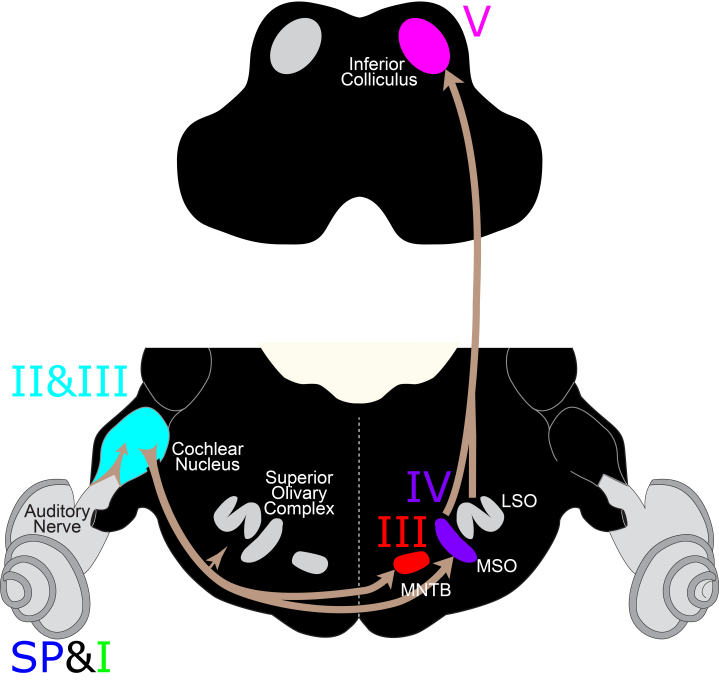 V
Inferior
Colliculus
II&III
Cochlear
Nucleus
Superior
Olivary
Complex
IV
LSO
Auditory
Nerve
III
MSO
MNTB
SP&I